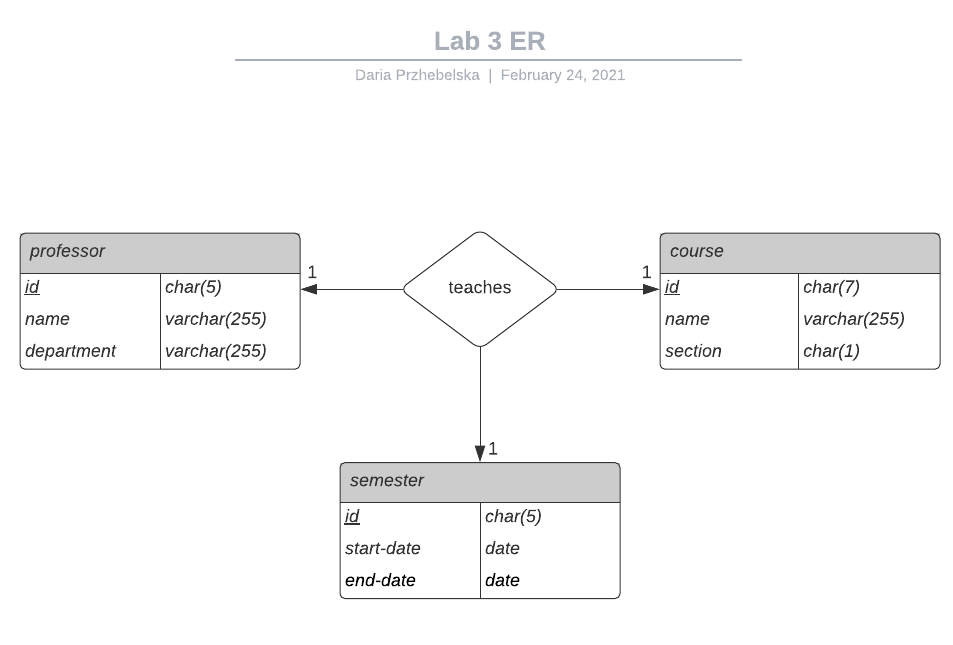 Lab 3 ER
Daria Przhebelska | February 24, 2021
professor
id char(5)
name varchar(255)
department varchar(255)
1
teaches
1
course
id char(7)
name varchar(255)
section char(1)
1
semester
id char(5)
start-date date
end-date date